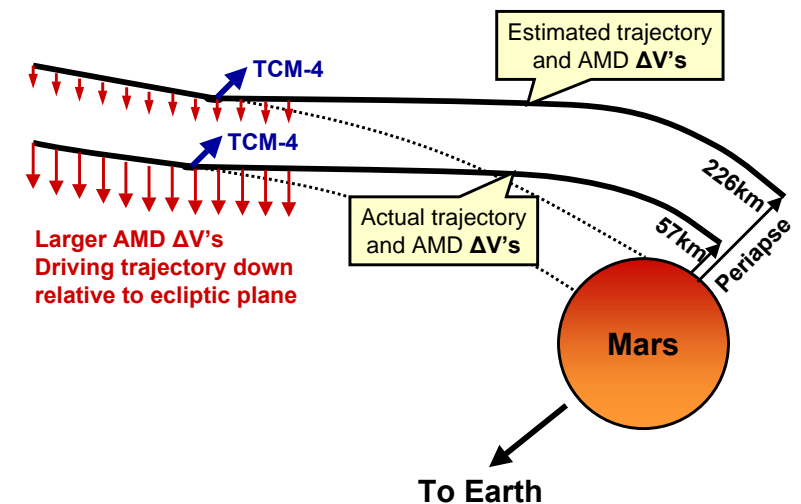 Estimated trajectory
and AMD ΔV's
TCM-4
TCM-4
226km
57km
Periapse
Actual trajectory
and AMD ΔV's
Larger AMD ΔV's
Driving trajectory down
relative to ecliptic plane
Mars
To Earth